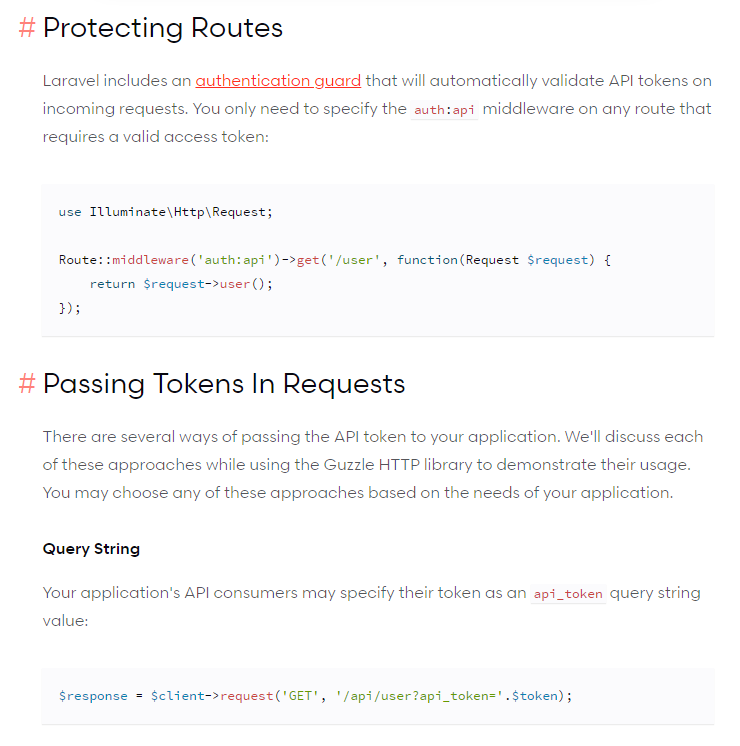 # Protecting Routes
Laravel includes an authentication guard that will automatically validate API tokens on
incoming requests. You only need to specify the auth:api middleware on any route that
requires a valid access token:
use Illuminate\Http\Request;
Route::middleware('auth:api')->get('/user', function(Request $request) {
    return $request->user();
});
# Passing Tokens In Requests
There are several ways of passing the API token to your application. We'll discuss each
of these approaches while using the Guzzle HTTP library to demonstrate their usage.
You may choose any of these approaches based on the needs of your application.
Query String
Your application's API consumers may specify their token as an api_token query string
value:
$response = $client->request('GET', '/api/user?api_token='.$token);